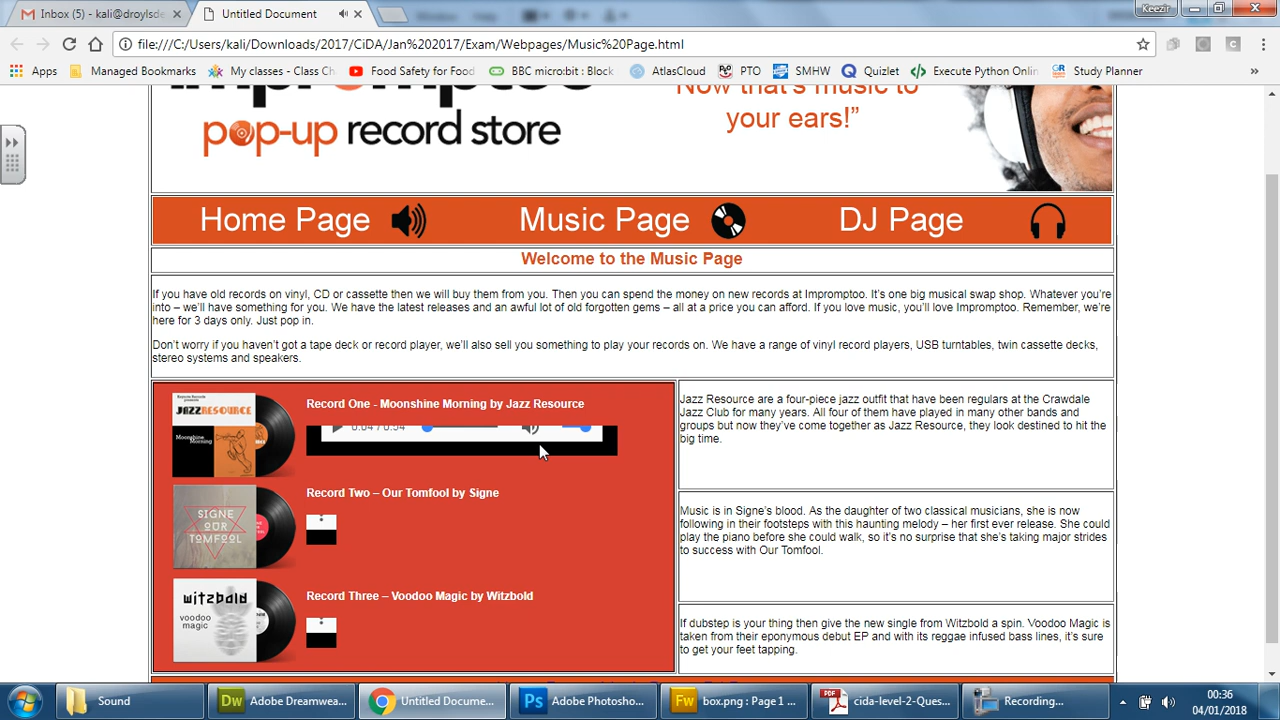 Inbox (5) - kali@droylsde
Untitled Document
Keezir
file:///C:/Users/kali/Downloads/2017/CiDA/Jan%202017/Exam/Webpages/Music%20Page.html
Apps
Managed Bookmarks
My classes - Class Ch
Food Safety for Food
BBC micro:bit : Block
AtlasCloud
PTO
SMHW
Quizlet
Execute Python Onlin
Study Planner
Impromptoo
pop-up record store
"Now that's music to
your ears!”
Home Page
Music Page
DJ Page
Welcome to the Music Page
If you have old records on vinyl, CD or cassette then we will buy them from you. Then you can spend the money on new records at Impromptoo. It’s one big musical swap shop. Whatever you’re
into – we’ll have something for you. We have the latest releases and an awful lot of old forgotten gems – all at a price you can afford. If you love music, you’ll love Impromptoo. Remember, we’re
here for 3 days only. Just pop in.
Don’t worry if you haven’t got a tape deck or record player, we’ll also sell you something to play your records on. We have a range of vinyl record players, USB turntables, twin cassette decks,
stereo systems and speakers.
JAZZRESOURCE
Moonshine
Morning
Record One - Moonshine Morning by Jazz Resource
0:04 / 0:54
Jazz Resource are a four-piece jazz outfit that have been regulars at the Crawdale
Jazz Club for many years. All four of them have played in many other bands and
groups but now they’ve come together as Jazz Resource, they look destined to hit the
big time.
SIGNE
OUR
TOMFOOL
Record Two – Our Tomfool by Signe
Music is in Signe’s blood. As the daughter of two classical musicians, she is now
following in their footsteps with this haunting melody – her first ever release. She could
play the piano before she could walk, so it’s no surprise that she’s taking major strides
to success with Our Tomfool.
witzbold
voodoo
magic
Record Three – Voodoo Magic by Witzbold
If dubstep is your thing then give the new single from Witzbold a spin. Voodoo Magic is
taken from their eponymous debut EP and with its reggae infused bass lines, it’s sure
to get your feet tapping.
Sound
Adobe Dreamwea...
Untitled Docume...
Adobe Photosho...
box.png : Page 1 ...
cida-level-2-Ques...
Recording...
00:36
04/01/2018